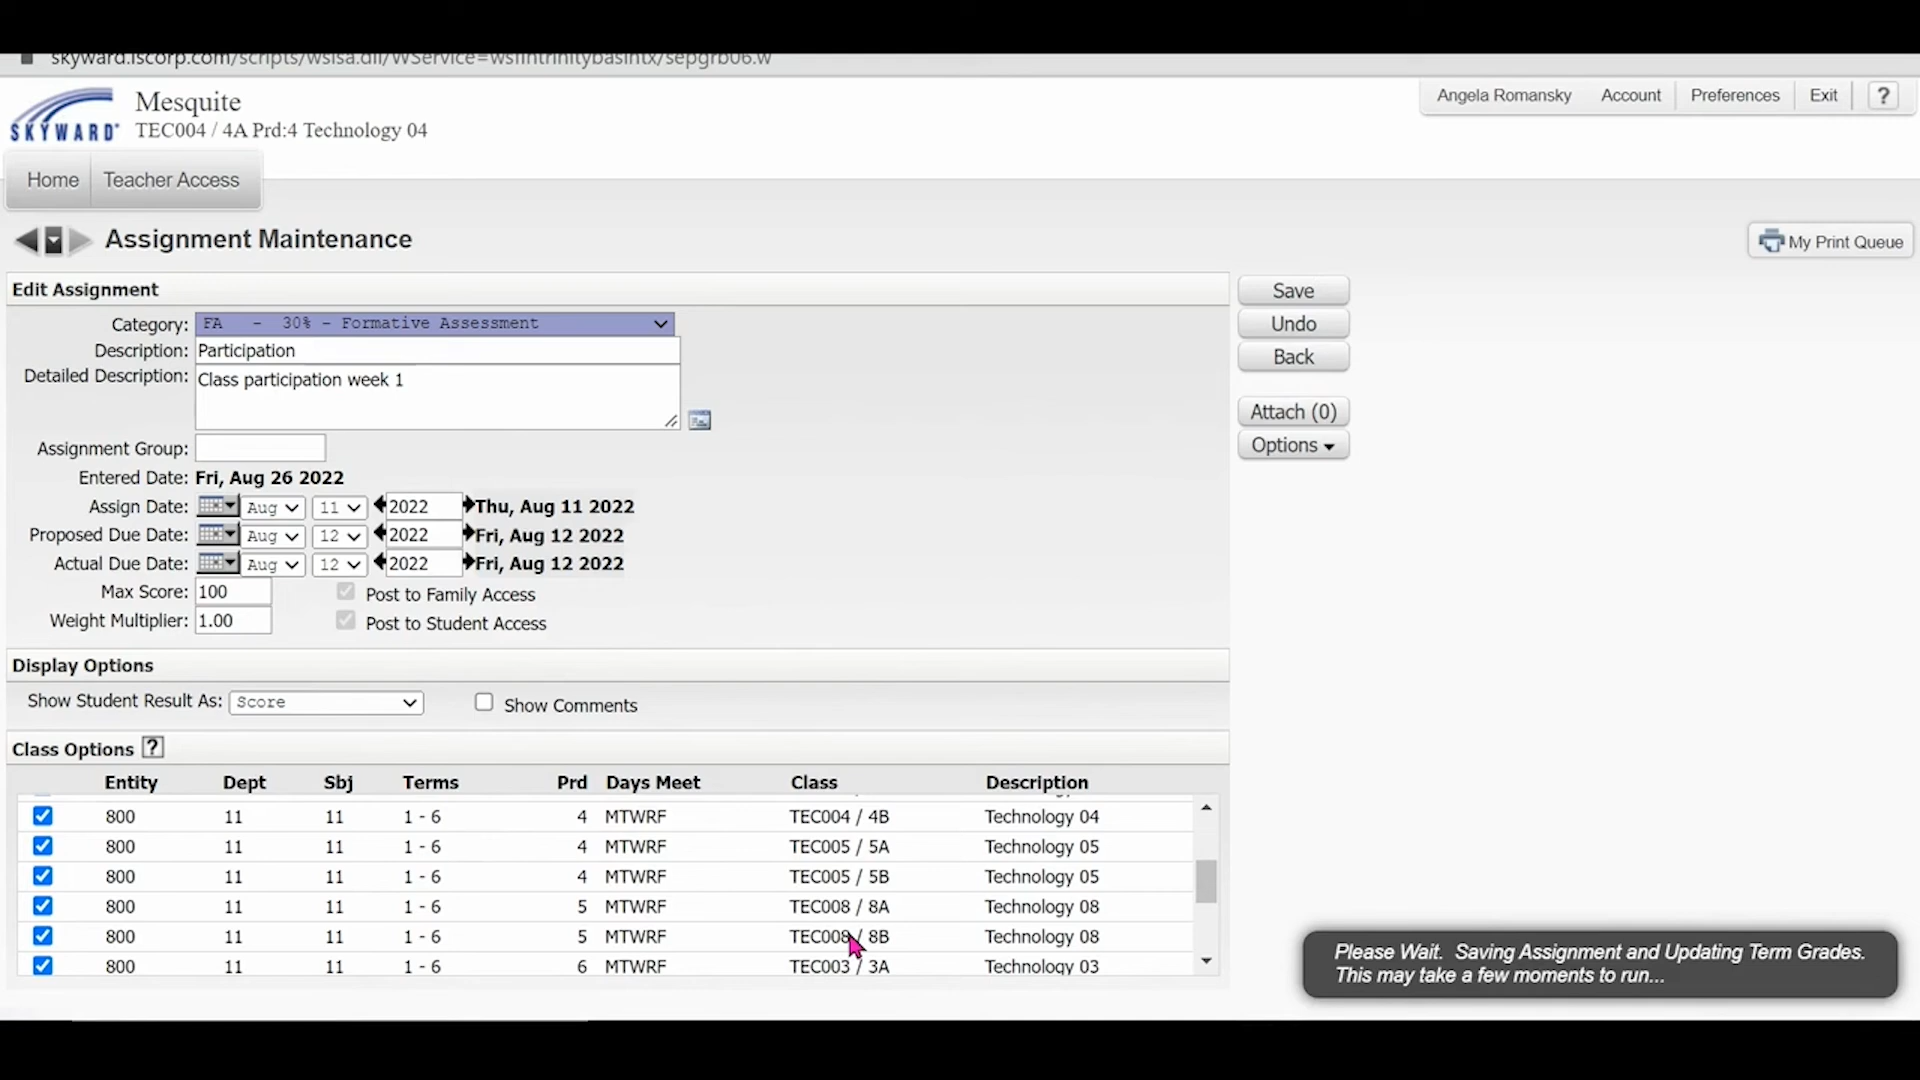 skyward.iscorp.com/scripts/wsisa.dll/WService=wsfintrinitybasintx/sepgrb06.w
SKYWARD
Mesquite
TEC004 / 4A Prd:4 Technology 04
Angela Romansky Account Preferences Exit ?
Home Teacher Access
Assignment Maintenance
My Print Queue
Edit Assignment
Category: FA - 30% - Formative Assessment
Description: Participation
Detailed Description: Class participation week 1
Assignment Group:
Entered Date: Fri, Aug 26 2022
Assign Date: Aug 11 2022 Thu, Aug 11 2022
Proposed Due Date: Aug 12 2022 Fri, Aug 12 2022
Actual Due Date: Aug 12 2022 Fri, Aug 12 2022
Max Score: 100 Post to Family Access
Weight Multiplier: 1.00 Post to Student Access
Save
Undo
Back
Attach (0)
Options
Display Options
Show Student Result As: Score Show Comments
Class Options ?
Entity Dept Sbj Terms Prd Days Meet Class Description
800 11 11 1 - 6 4 MTWRF TEC004 / 4B Technology 04
800 11 11 1 - 6 4 MTWRF TEC005 / 5A Technology 05
800 11 11 1 - 6 4 MTWRF TEC005 / 5B Technology 05
800 11 11 1 - 6 5 MTWRF TEC008 / 8A Technology 08
800 11 11 1 - 6 5 MTWRF TEC008 / 8B Technology 08
800 11 11 1 - 6 6 MTWRF TEC003 / 3A Technology 03
Please Wait. Saving Assignment and Updating Term Grades.
This may take a few moments to run...